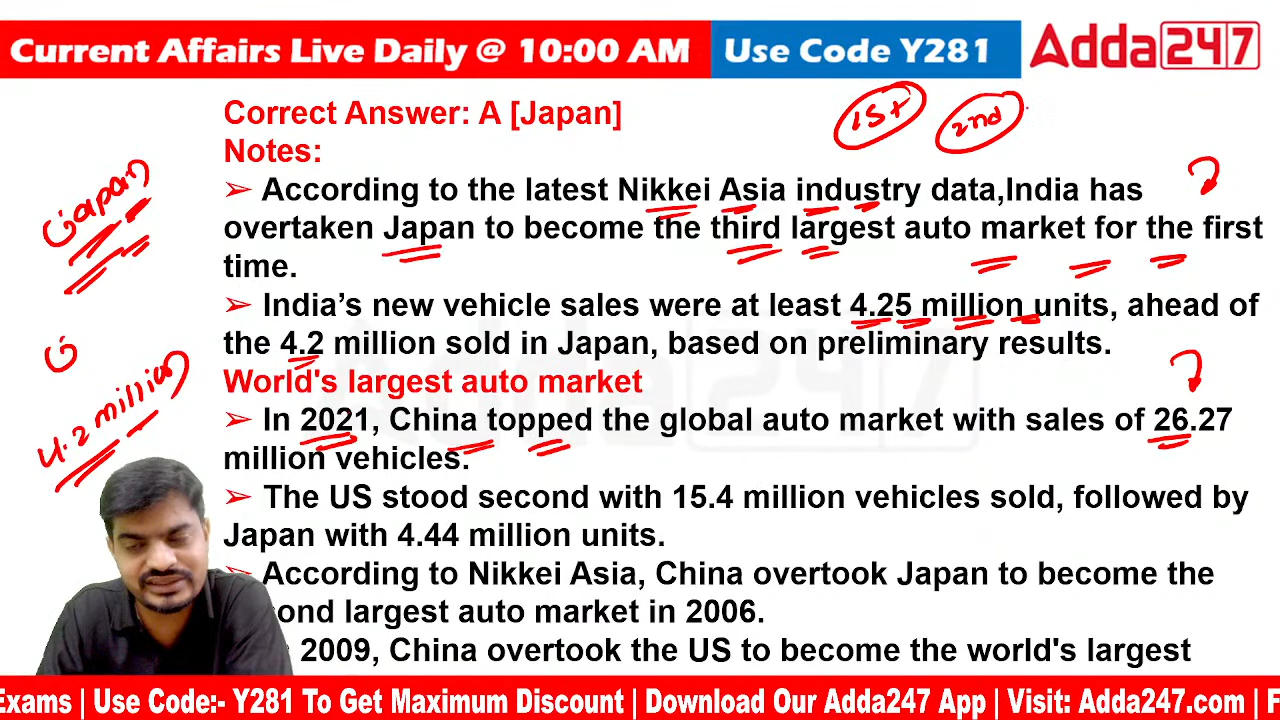 Current Affairs Live Daily @ 10:00 AM
Use Code Y281
Adda247
Correct Answer: A [Japan]
1st 2nd
Notes:
➢ According to the latest Nikkei Asia industry data,India has
overtaken Japan to become the third largest auto market for the first
time.
Japan
➢ India’s new vehicle sales were at least 4.25 million units, ahead of
the 4.2 million sold in Japan, based on preliminary results.
World's largest auto market
4.2 million
➢ In 2021, China topped the global auto market with sales of 26.27
million vehicles.
➢ The US stood second with 15.4 million vehicles sold, followed by
Japan with 4.44 million units.
According to Nikkei Asia, China overtook Japan to become the
ond largest auto market in 2006.
2009, China overtook the US to become the world's largest
Exams | Use Code:- Y281 To Get Maximum Discount | Download Our Adda247 App | Visit: Adda247.com | F